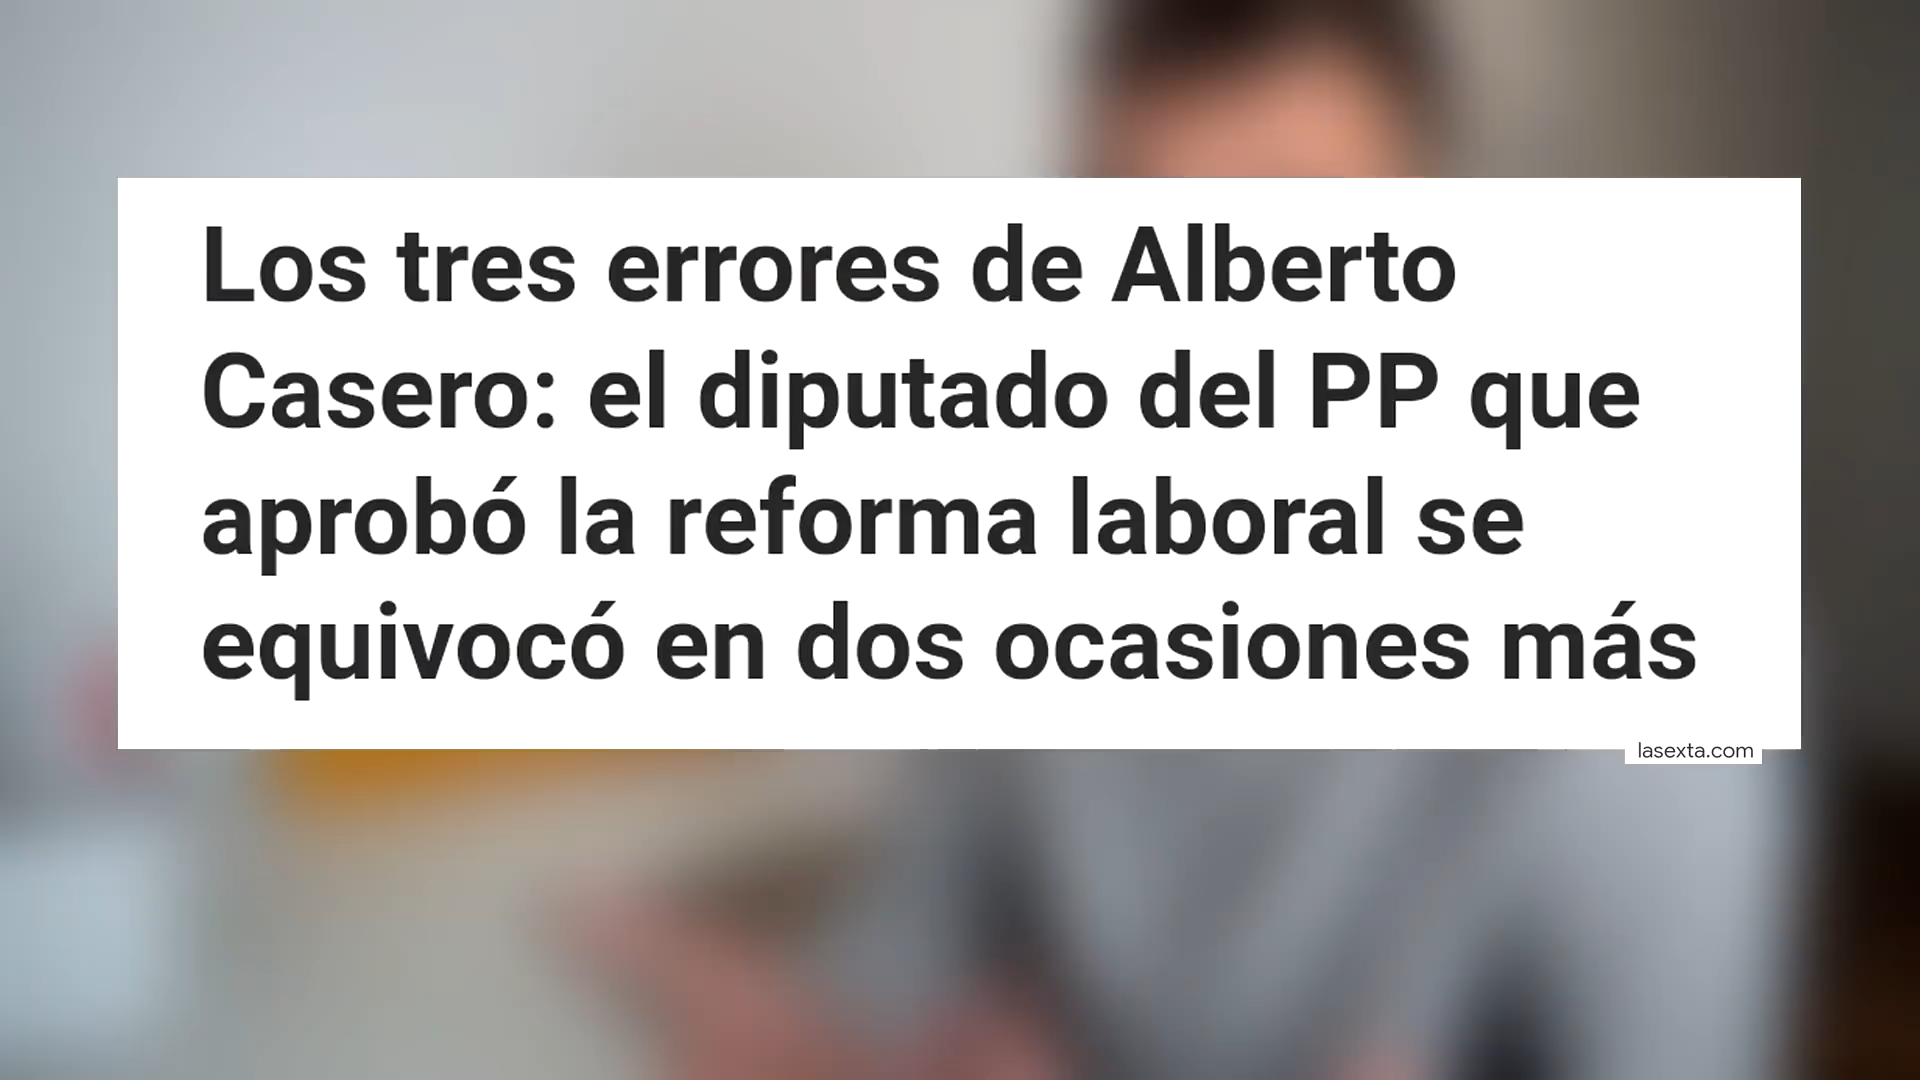 Los tres errores de Alberto
Casero: el diputado del PP que
aprobó la reforma laboral se
equivocó en dos ocasiones más
lasexta.com